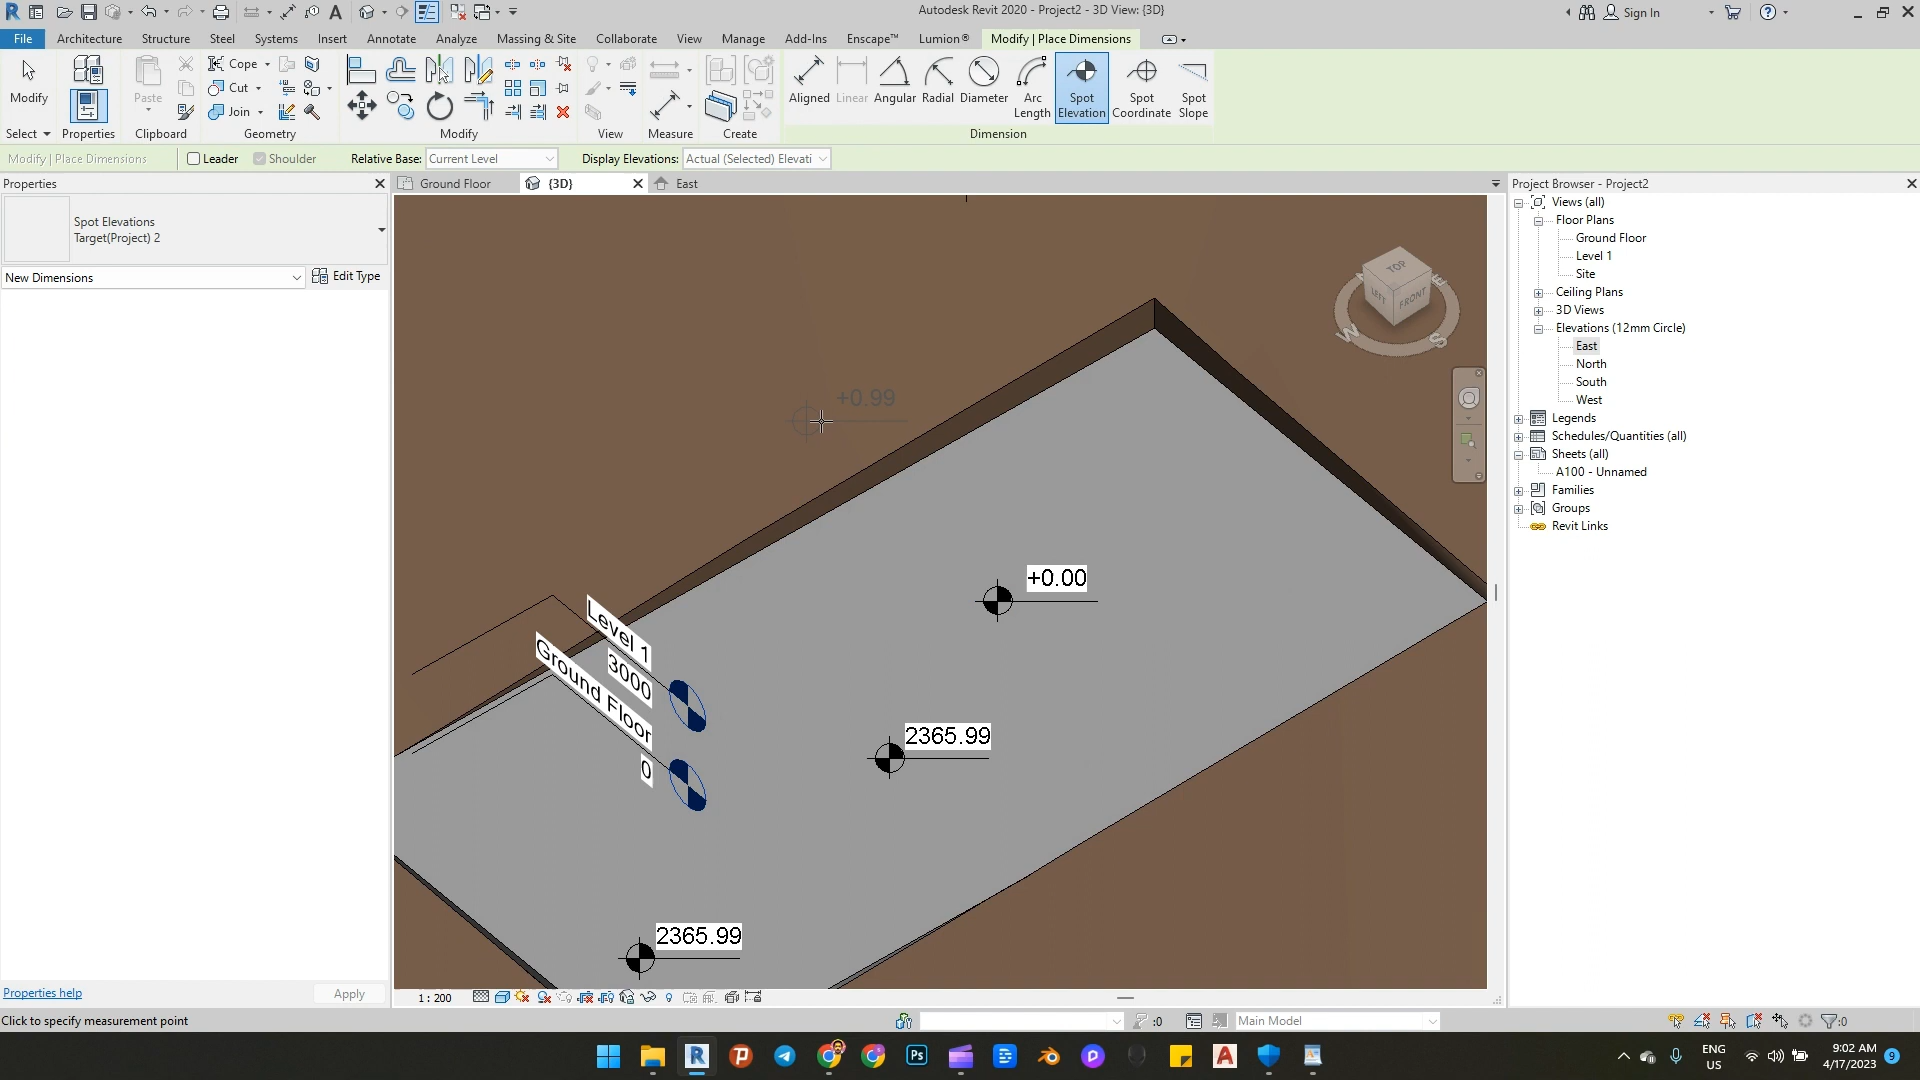 Autodesk Revit 2020 - Project2 - 3D View: {3D}
Sign In
File
Architecture
Structure
Steel
Systems
Insert
Annotate
Analyze
Massing & Site
Collaborate
View
Manage
Add-Ins
Enscape™
Lumion®
Modify | Place Dimensions
Modify
Paste
Cope
Cut
Join
Aligned
Linear
Angular
Radial
Diameter
Arc Length
Spot Elevation
Spot Coordinate
Spot Slope
Select
Properties
Clipboard
Geometry
Modify
View
Measure
Create
Dimension
Modify | Place Dimensions
Leader
Shoulder
Relative Base:
Current Level
Display Elevations:
Actual (Selected) Elevati
Properties
Spot Elevations
Target(Project) 2
New Dimensions
Edit Type
Properties help
Apply
Ground Floor
{3D}
East
TOP
LEFT
FRONT
W
S
E
+0.99
+0.00
Level 1
3000
Ground Floor
0
2365.99
2365.99
1 : 200
Project Browser - Project2
Views (all)
Floor Plans
Ground Floor
Level 1
Site
Ceiling Plans
3D Views
Elevations (12mm Circle)
East
North
South
West
Legends
Schedules/Quantities (all)
Sheets (all)
A100 - Unnamed
Families
Groups
Revit Links
Click to specify measurement point
:0
Main Model
:0
Ps
ENG
US
9:02 AM
4/17/2023
9